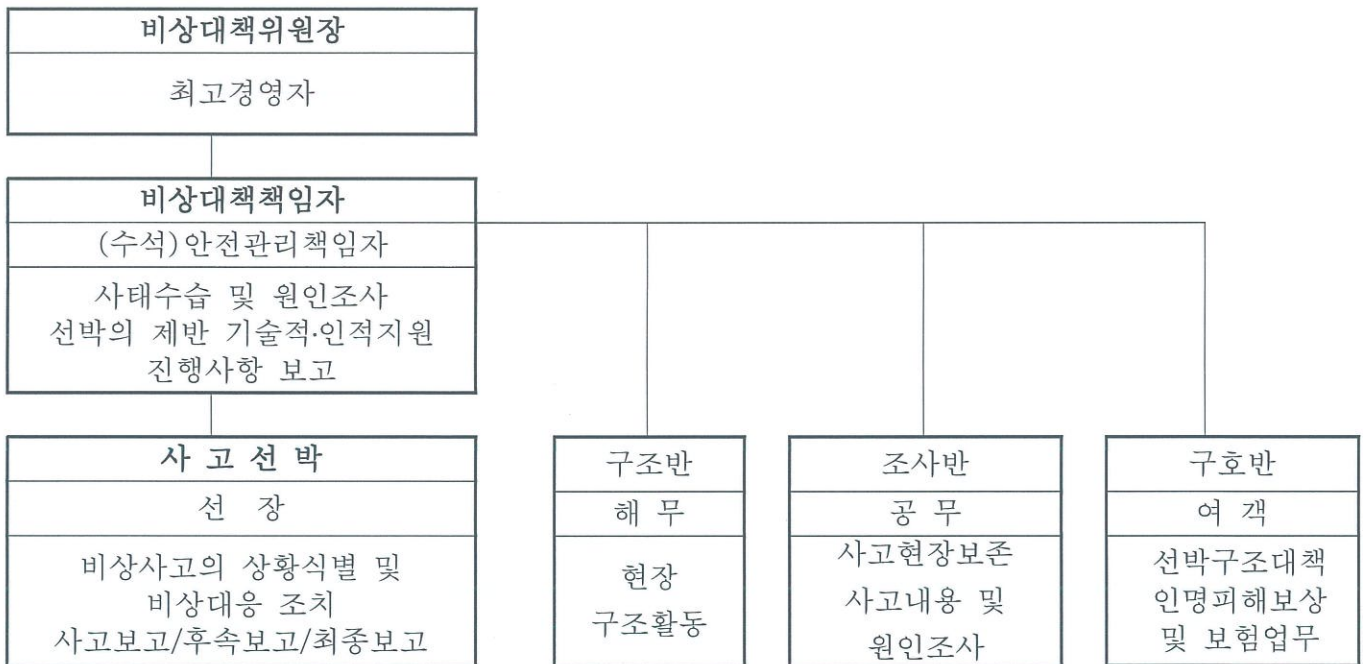 비상대책위원장
최고경영자
비상대책책임자
(수석)안전관리책임자
사태수습 및 원인조사
선박의 제반 기술적·인적지원
진행사항 보고
사 고 선 박
선 장
비상사고의 상황식별 및
비상대응 조치
사고보고/후속보고/최종보고
구조반
해 무
현장
구조활동
조사반
공 무
사고현장보존
사고내용 및
원인조사
구호반
여 객
선박구조대책
인명피해보상
및 보험업무